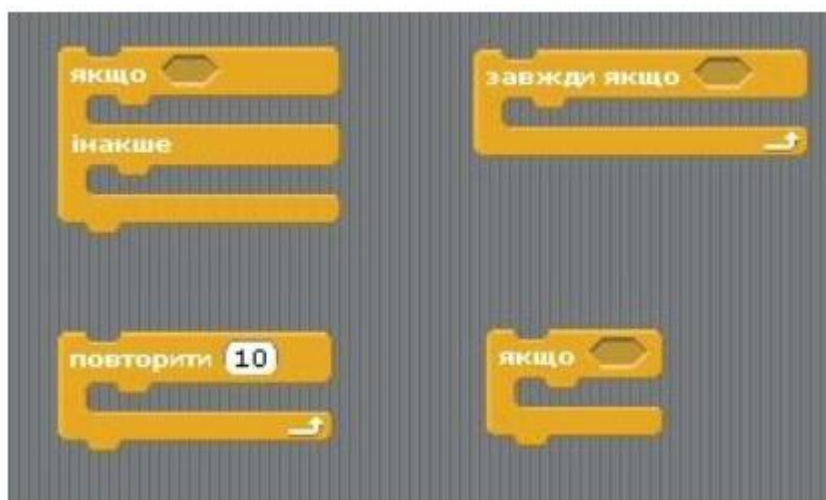 якщо
інакше
завжди якщо
повторити 10
якщо